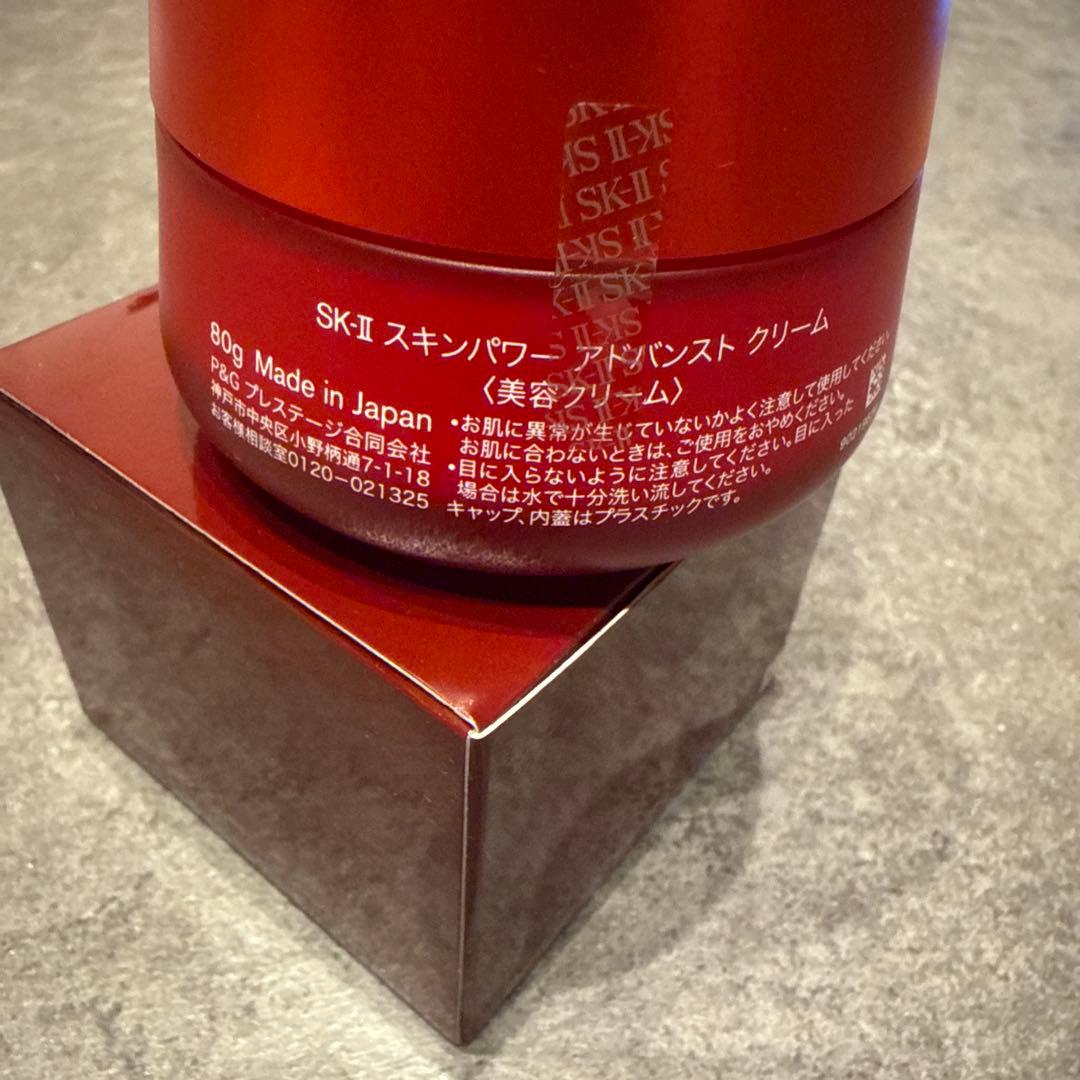 SK-II
SK-II
SK-II
SK-II
SK-II スキンパワー アドバンスト クリーム
〈美容クリーム〉
80g Made in Japan
P&G プレステージ合同会社
神戸市中央区小野柄通7-1-18
お客様相談室0120-021325
・お肌に異常が生じていないかよく注意して使用してください。
お肌に合わないときは、ご使用をおやめください。
・目に入らないように注意してください。目に入った
場合は水で十分洗い流してください。
キャップ、内蓋はプラスチックです。